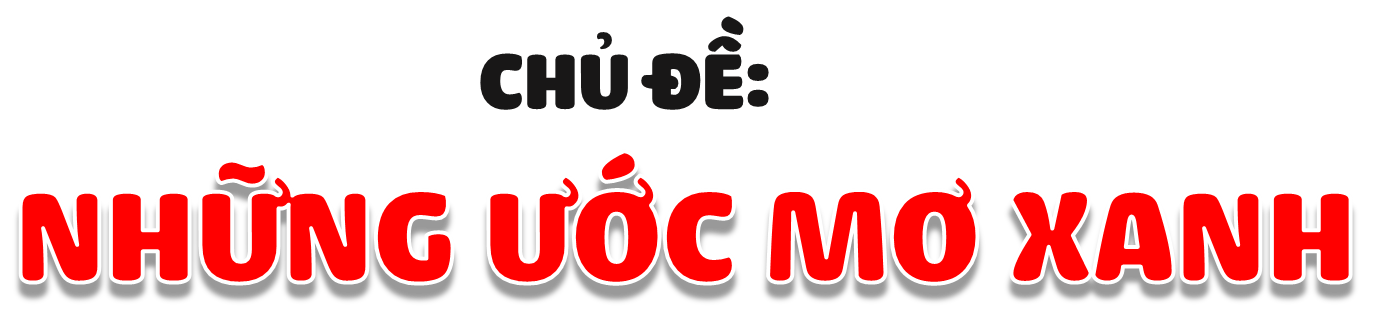 CHỦ ĐỀ:
NHỮNG ƯỚC MƠ XANH